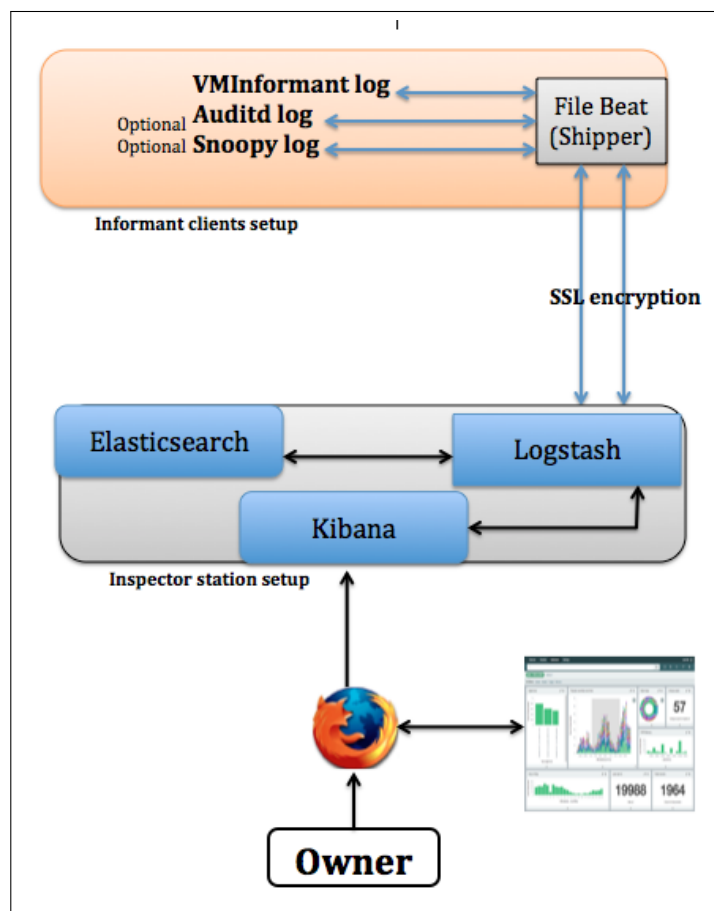 VMInformant log
Optional Auditd log
Optional Snoopy log
File Beat
(Shipper)
Informant clients setup
SSL encryption
Elasticsearch
Logstash
Kibana
Inspector station setup
57
19988
1964
Owner